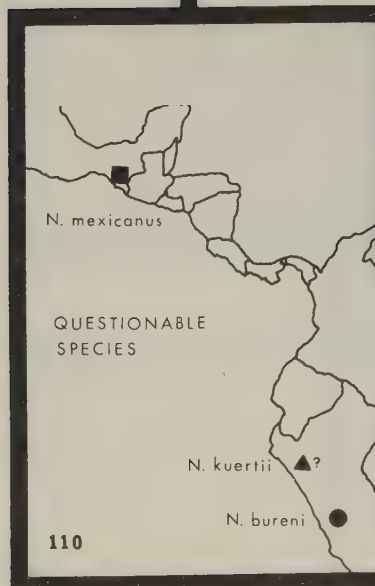 N. mexicanus
QUESTIONABLE
SPECIES
N. kuertii ?
N. bureni
110